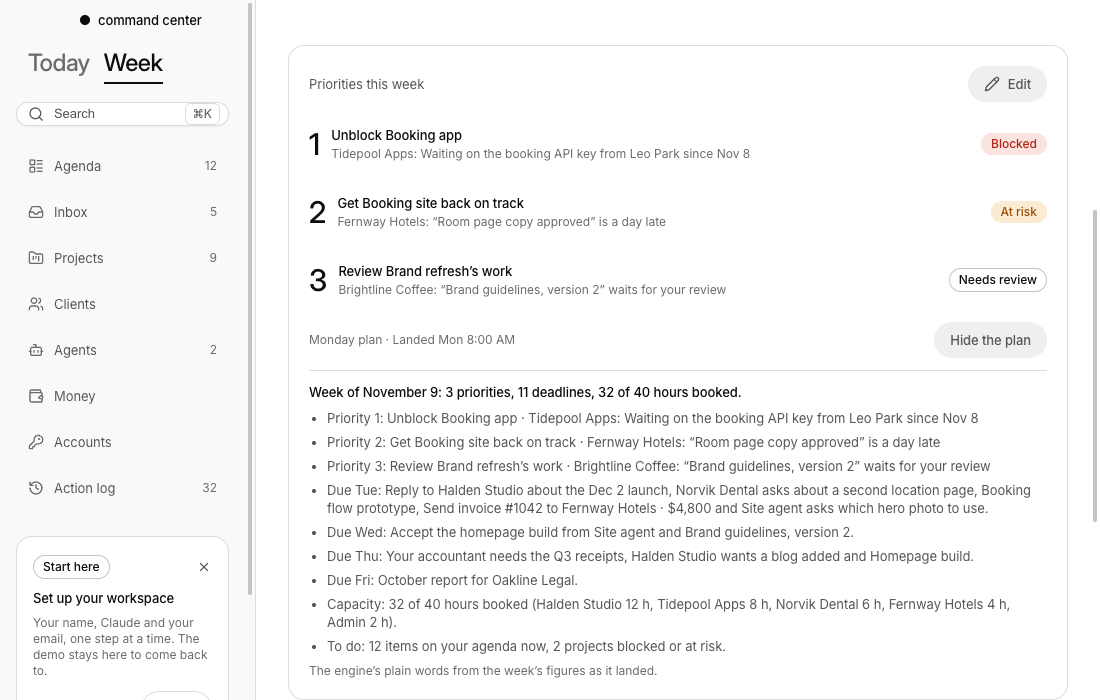 command center
Today Week
Search ⌘K
Agenda 12
Inbox 5
Projects 9
Clients
Agents 2
Money
Accounts
Action log 32
Start here
Set up your workspace
Your name, Claude and your
email, one step at a time. The
demo stays here to come back
to.
Priorities this week
Edit
1 Unblock Booking app
Tidepool Apps: Waiting on the booking API key from Leo Park since Nov 8
Blocked
2 Get Booking site back on track
Fernway Hotels: “Room page copy approved” is a day late
At risk
3 Review Brand refresh’s work
Brightline Coffee: “Brand guidelines, version 2” waits for your review
Needs review
Monday plan · Landed Mon 8:00 AM
Hide the plan
Week of November 9: 3 priorities, 11 deadlines, 32 of 40 hours booked.
• Priority 1: Unblock Booking app · Tidepool Apps: Waiting on the booking API key from Leo Park since Nov 8
• Priority 2: Get Booking site back on track · Fernway Hotels: “Room page copy approved” is a day late
• Priority 3: Review Brand refresh’s work · Brightline Coffee: “Brand guidelines, version 2” waits for your review
• Due Tue: Reply to Halden Studio about the Dec 2 launch, Norvik Dental asks about a second location page, Booking
flow prototype, Send invoice #1042 to Fernway Hotels · $4,800 and Site agent asks which hero photo to use.
• Due Wed: Accept the homepage build from Site agent and Brand guidelines, version 2.
• Due Thu: Your accountant needs the Q3 receipts, Halden Studio wants a blog added and Homepage build.
• Due Fri: October report for Oakline Legal.
• Capacity: 32 of 40 hours booked (Halden Studio 12 h, Tidepool Apps 8 h, Norvik Dental 6 h, Fernway Hotels 4 h,
Admin 2 h).
• To do: 12 items on your agenda now, 2 projects blocked or at risk.
The engine’s plain words from the week’s figures as it landed.